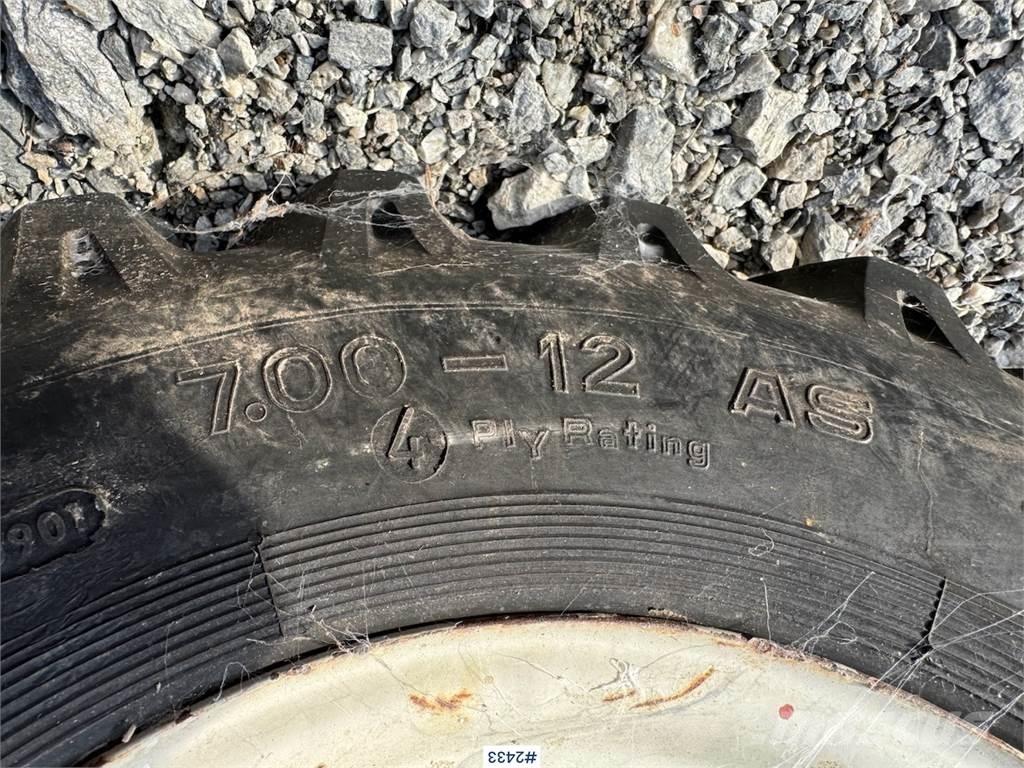 7.00-12 AS
4 Ply Rating
#2433